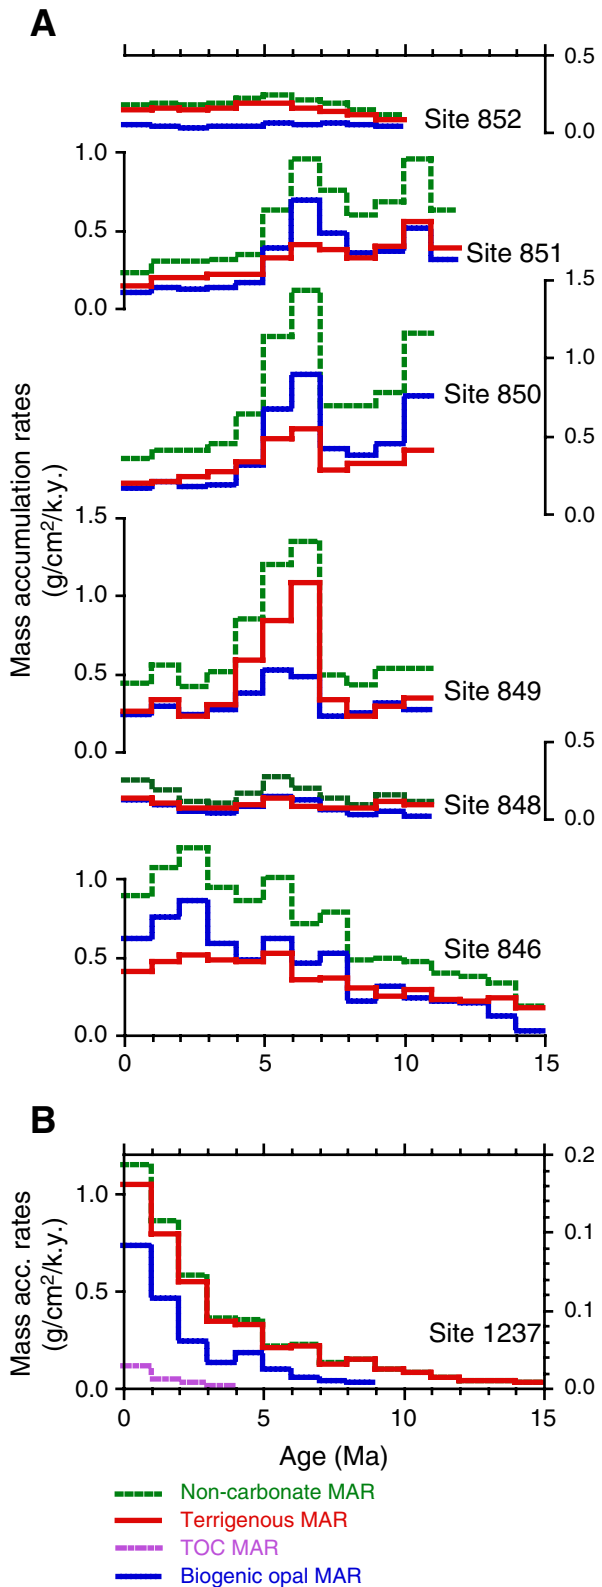 A
0.5
Site 852
0.0
1.0
0.5
Site 851
0.0
1.5
1.0
Site 850
0.5
0.0
Mass accumulation rates
(g/cm²/k.y.)
1.5
1.0
0.5
Site 849
0.0
0.5
Site 848
0.0
1.0
Site 846
0.5
0.0
0 5 10 15
B
0.2
1.0
0.1
Mass acc. rates
(g/cm²/k.y.)
0.5
0.1
Site 1237
0.0 0.0
0 5 10 15
Age (Ma)
Non-carbonate MAR
Terrigenous MAR
TOC MAR
Biogenic opal MAR